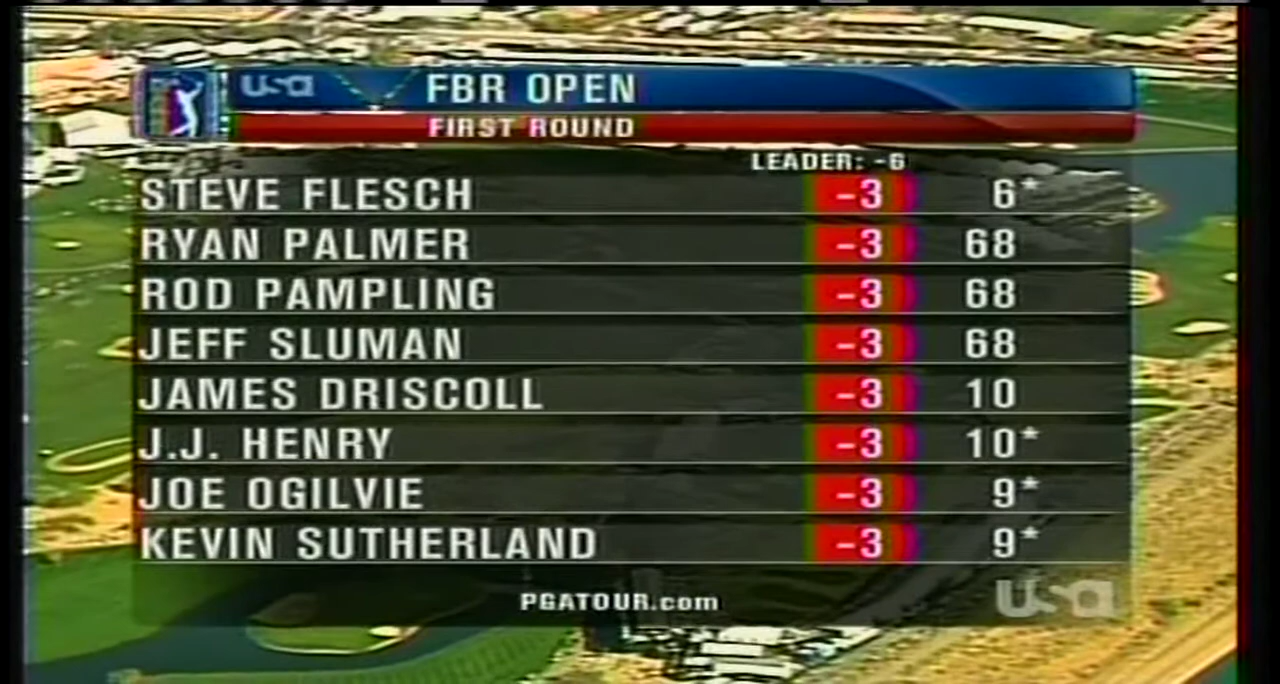 USA FBR OPEN
FIRST ROUND
LEADER: -6
STEVE FLESCH -3 6*
RYAN PALMER -3 68
ROD PAMPLING -3 68
JEFF SLUMAN -3 68
JAMES DRISCOLL -3 10
J.J. HENRY -3 10*
JOE OGILVIE -3 9*
KEVIN SUTHERLAND -3 9*
PGATOUR.com
USA